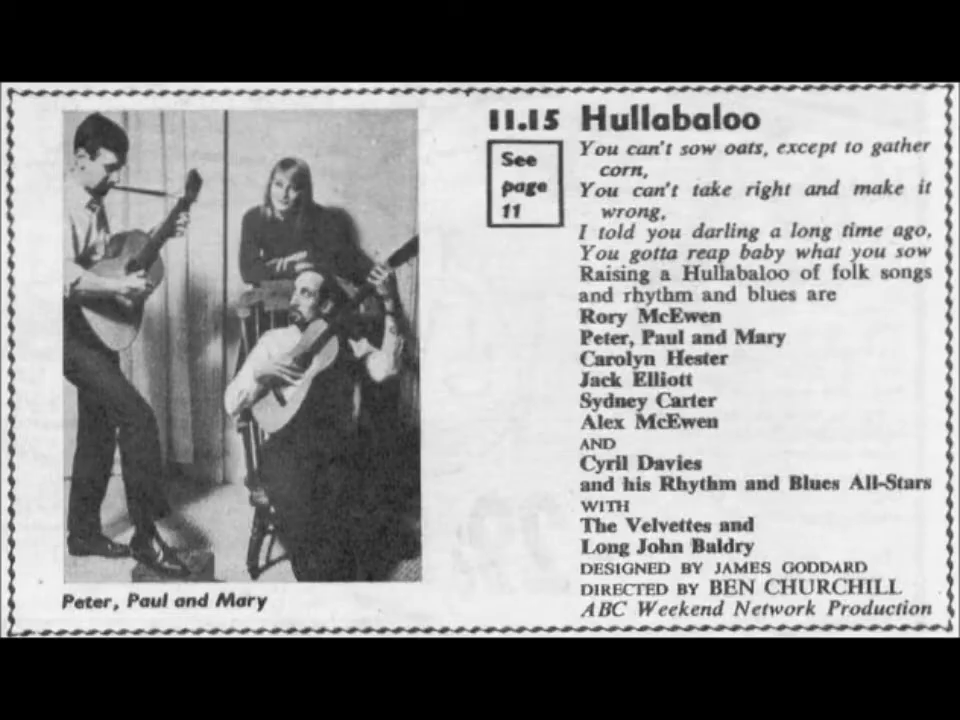 11.15 Hullabaloo
See
page
11
You can't sow oats, except to gather
corn,
You can't take right and make it
wrong,
I told you darling a long time ago,
You gotta reap baby what you sow
Raising a Hullabaloo of folk songs
and rhythm and blues are
Rory McEwen
Peter, Paul and Mary
Carolyn Hester
Jack Elliott
Sydney Carter
Alex McEwen
AND
Cyril Davies
and his Rhythm and Blues All-Stars
WITH
The Velvettes and
Long John Baldry
DESIGNED BY JAMES GODDARD
DIRECTED BY BEN CHURCHILL
ABC Weekend Network Production
Peter, Paul and Mary